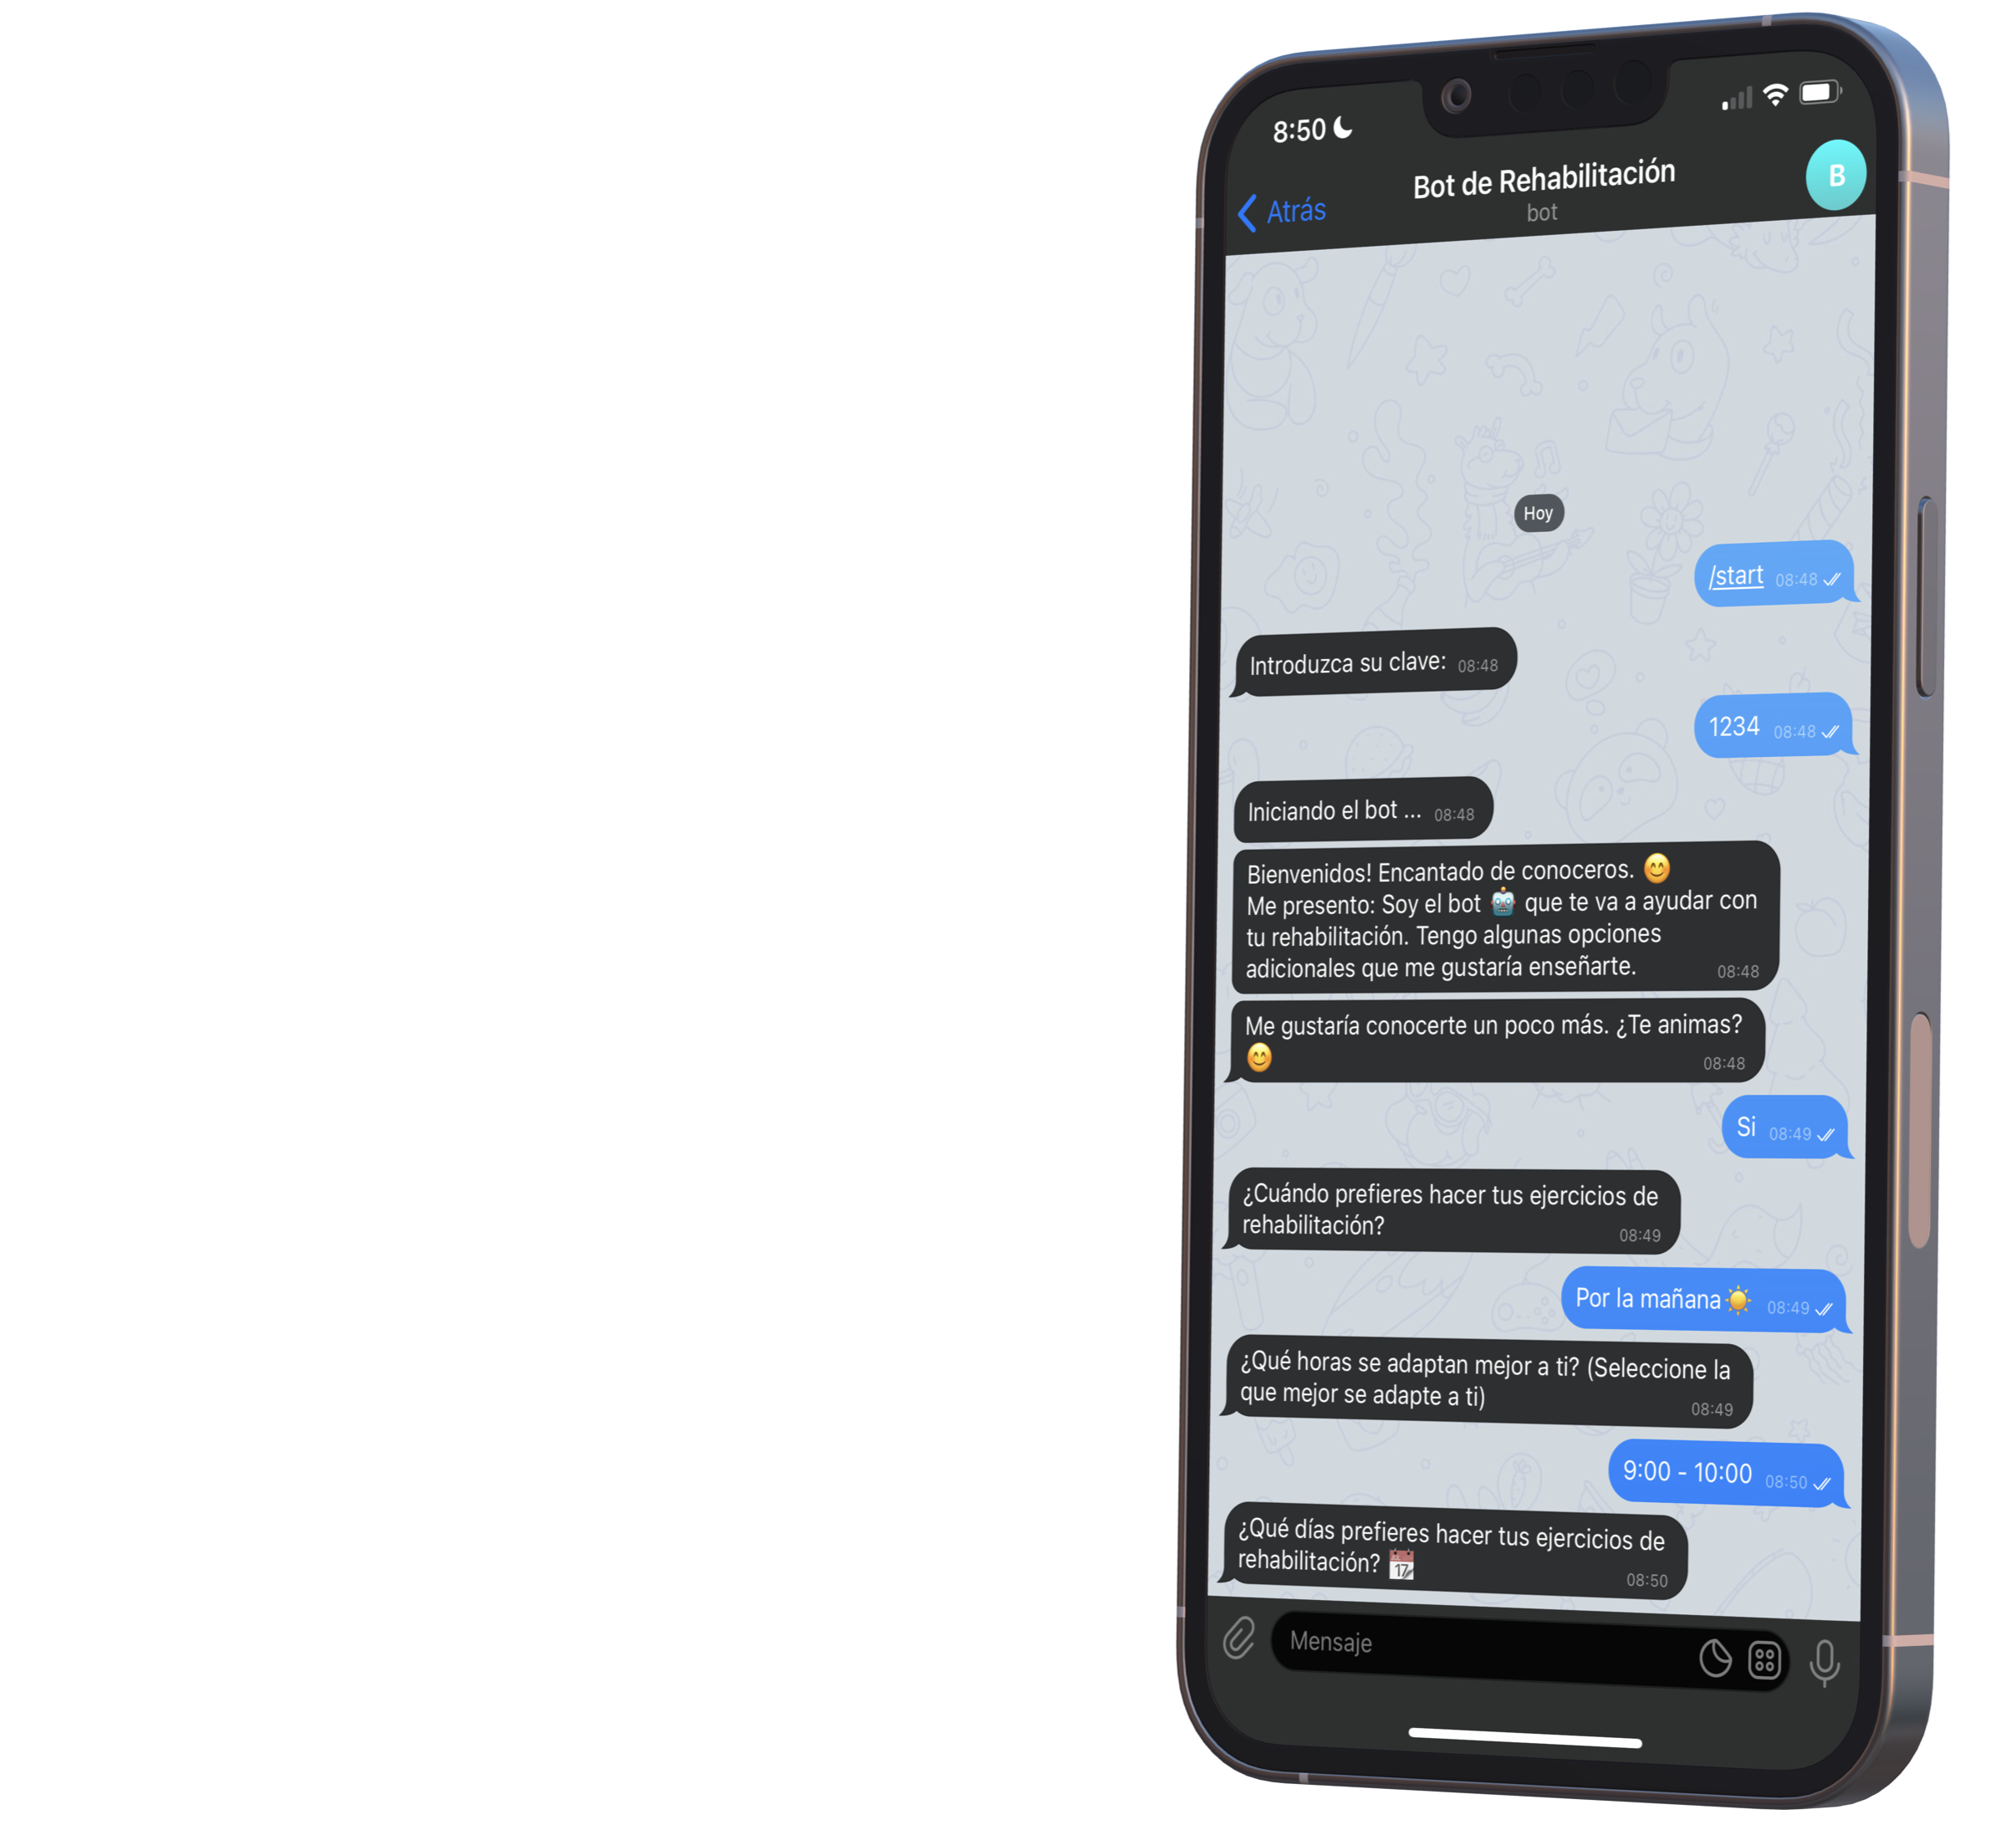 8:50
Atrás
Bot de Rehabilitación
bot
B
Hoy
/start 08:48
Introduzca su clave: 08:48
1234 08:48
Iniciando el bot ... 08:48
Bienvenidos! Encantado de conoceros. 😊
Me presento: Soy el bot 🤖 que te va a ayudar con
tu rehabilitación. Tengo algunas opciones
adicionales que me gustaría enseñarte. 08:48
Me gustaría conocerte un poco más. ¿Te animas?
😊 08:48
Si 08:49
¿Cuándo prefieres hacer tus ejercicios de
rehabilitación? 08:49
Por la mañana☀️ 08:49
¿Qué horas se adaptan mejor a ti? (Seleccione la
que mejor se adapte a ti) 08:49
9:00 - 10:00 08:50
¿Qué días prefieres hacer tus ejercicios de
rehabilitación? 📆 08:50
Mensaje